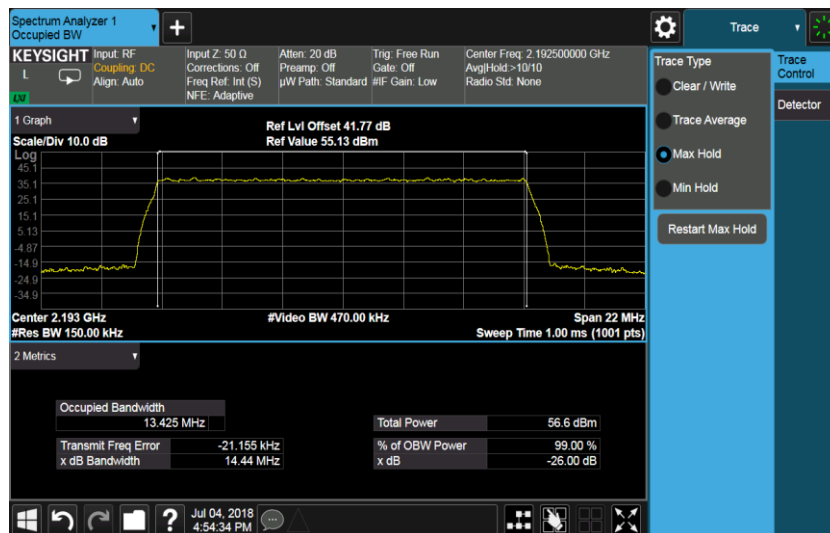 Spectrum Analyzer 1
Occupied BW
+
Trace
KEYSIGHT
L
LXI
Input: RF
Coupling: DC
Align: Auto
Input Z: 50 Ω
Corrections: Off
Freq Ref: Int (S)
NFE: Adaptive
Atten: 20 dB
Preamp: Off
µW Path: Standard
Trig: Free Run
Gate: Off
#IF Gain: Low
Center Freq: 2.192500000 GHz
Avg|Hold:>10/10
Radio Std: None
Trace Type
Clear / Write
Trace Average
Max Hold
Min Hold
Restart Max Hold
Trace
Control
Detector
1 Graph
Scale/Div 10.0 dB
Ref Lvl Offset 41.77 dB
Ref Value 55.13 dBm
Log
45.1
35.1
25.1
15.1
5.13
-4.87
-14.9
-24.9
-34.9
Center 2.193 GHz
#Res BW 150.00 kHz
#Video BW 470.00 kHz
Span 22 MHz
Sweep Time 1.00 ms (1001 pts)
2 Metrics
Occupied Bandwidth
13.425 MHz
Transmit Freq Error -21.155 kHz
x dB Bandwidth 14.44 MHz
Total Power 56.6 dBm
% of OBW Power 99.00 %
x dB -26.00 dB
?
Jul 04, 2018
4:54:34 PM